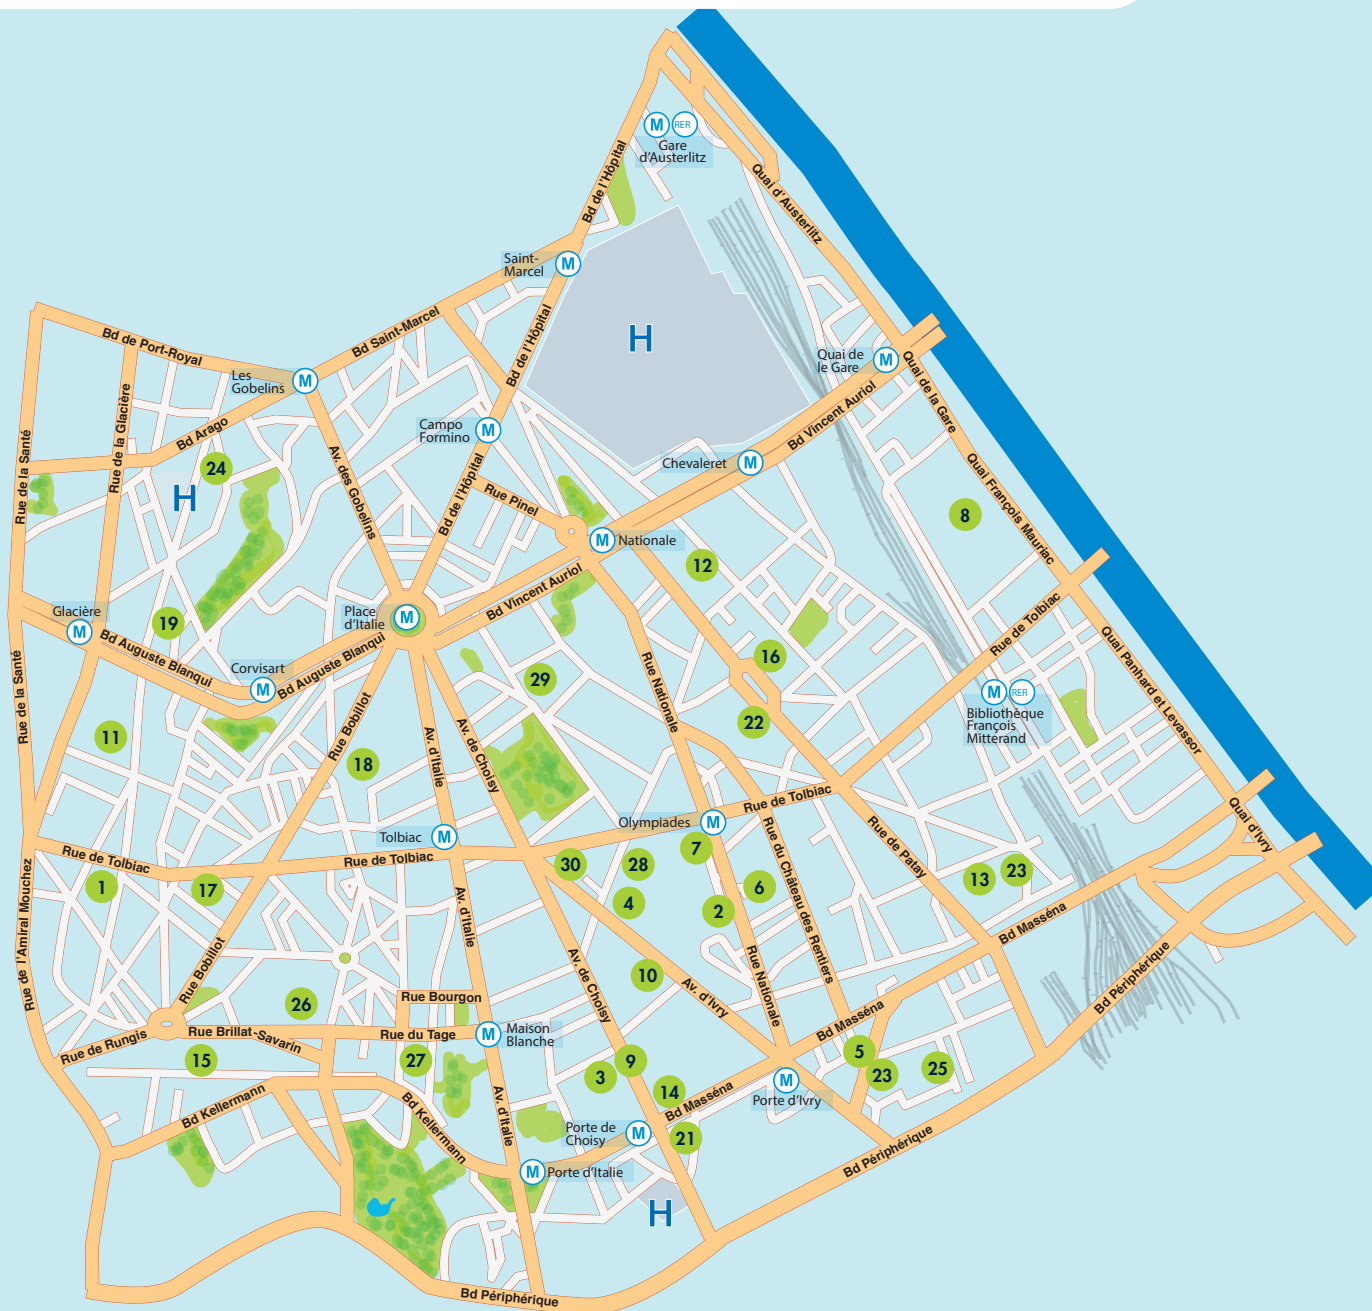 M
RER
Gare
d'Austerlitz
Bd de l'Hôpital
Quai d'Austerlitz
Saint-
Marcel
M
Bd de Port-Royal
Bd Saint-Marcel
Bd de l'Hôpital
H
Quai de
le Gare
M
Quai de la Gare
Les
Gobelins
M
Rue de la Glacière
Bd Arago
Campo
Formino
M
Bd Vincent Auriol
Rue de la Santé
24
H
Av. des Gobelins
Bd de l'Hôpital
Rue Pinel
Chevaleret
M
Quai François Mauriac
8
M
Nationale
12
Glacière
M
19
Place
d'Italie
M
Bd Vincent Auriol
Rue de Tolbiac
Bd Auguste Blanqui
Corvisart
M
Bd Auguste Blanqui
Rue de la Santé
29
Rue Nationale
16
Quai Panhard et Levassor
M
RER
Bibliothèque
François
Mittérand
11
Rue Bobillot
18
Av. d'Italie
Av. de Choisy
22
Tolbiac
M
Olympiades
M
Rue de Tolbiac
Quai d'Ivry
Rue de Tolbiac
Rue de Tolbiac
30
28
7
Rue du Château des Rentiers
Rue de Patay
1
17
4
2
6
13
23
Rue de l'Amiral Mouchez
Av. d'Italie
Bd Masséna
Rue Bobillot
Av. de Choisy
10
Av. d'Ivry
Rue Nationale
Bd Périphérique
26
Rue Bourgon
Rue de Rungis
Rue Brillat-Savarin
Rue du Tage
M
Maison
Blanche
Bd Masséna
15
27
3
9
5
23
25
Bd Kellermann
Bd Kellermann
Av. d'Italie
14
Bd Masséna
M
Porte d'Ivry
Porte de
Choisy
M
21
Bd Périphérique
M
Porte d'Italie
H
Bd Périphérique